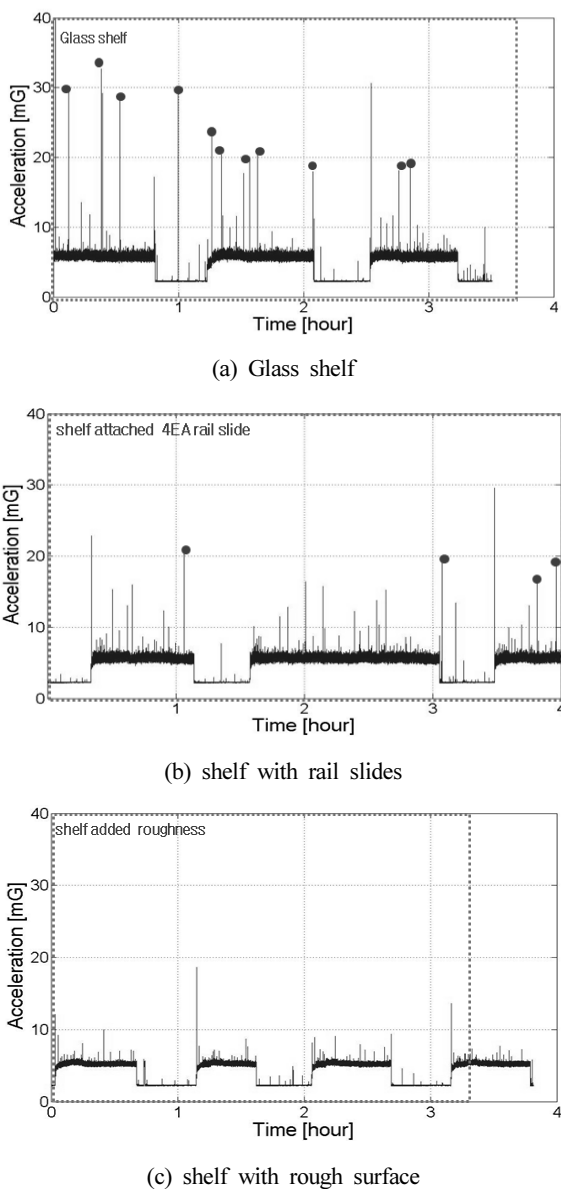 Glass shelf
Acceleration [mG]
40
30
20
10
0
0 1 2 3 4
Time [hour]
(a) Glass shelf
shelf attached 4EA rail slide
Acceleration [mG]
40
30
20
10
0
1 2 3 4
Time [hour]
(b) shelf with rail slides
shelf added roughness
Acceleration [mG]
40
30
20
10
0
0 1 2 3 4
Time [hour]
(c) shelf with rough surface